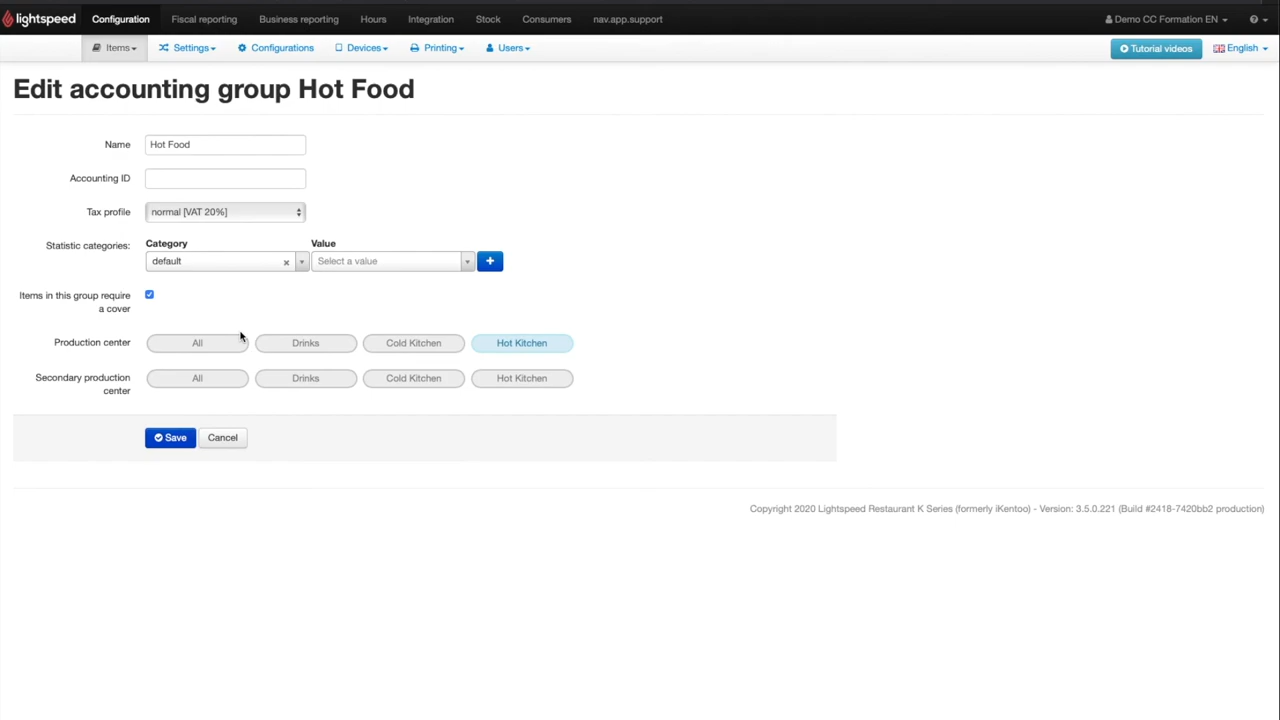 lightspeed Configuration Fiscal reporting Business reporting Hours Integration Stock Consumers nav.app.support Demo CC Formation EN
Items Settings Configurations Devices Printing Users Tutorial videos English
Edit accounting group Hot Food
Name Hot Food
Accounting ID
Tax profile normal [VAT 20%]
Statistic categories: Category Value
default × Select a value +
Items in this group require
a cover
Production center All Drinks Cold Kitchen Hot Kitchen
Secondary production
center
All Drinks Cold Kitchen Hot Kitchen
Save Cancel
Copyright 2020 Lightspeed Restaurant K Series (formerly iKentoo) - Version: 3.5.0.221 (Build #2418-7420bb2 production)